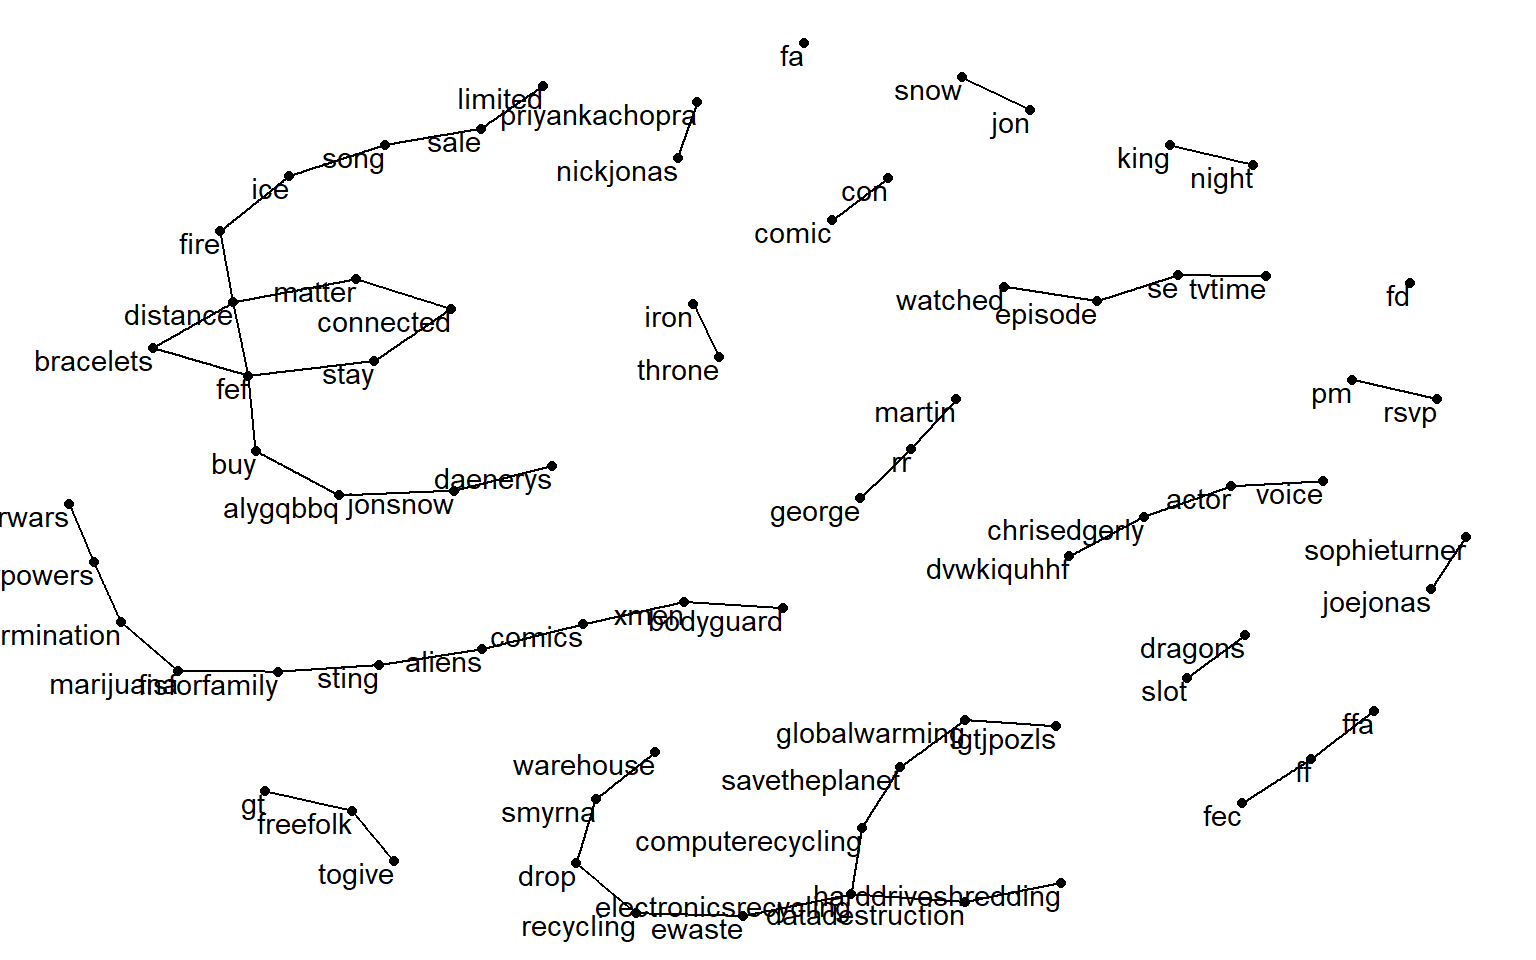 fa
snow
limited
priyankachopra
jon
song
sale
king
nickjonas
night
ice
con
comic
fire
matter
se
tvtime
fd
distance
connected
iron
watched
episode
bracelets
throne
fef
stay
pm
rsvp
martin
buy
rr
daenerys
alygqbbq
jonsnow
george
actor
voice
rwars
chrisedgerly
sophieturner
powers
dvwkiquhhf
joejonas
xmen
bodyguard
rmination
comics
dragons
aliens
marijuana
fisforfamily
sting
slot
ffa
globalwarming
lgtjpozls
warehouse
savetheplanet
ff
gt
freefolk
smyrna
fec
computerecycling
togive
drop
harddriveshredding
electronicsrecycling
datadestruction
recycling
ewaste